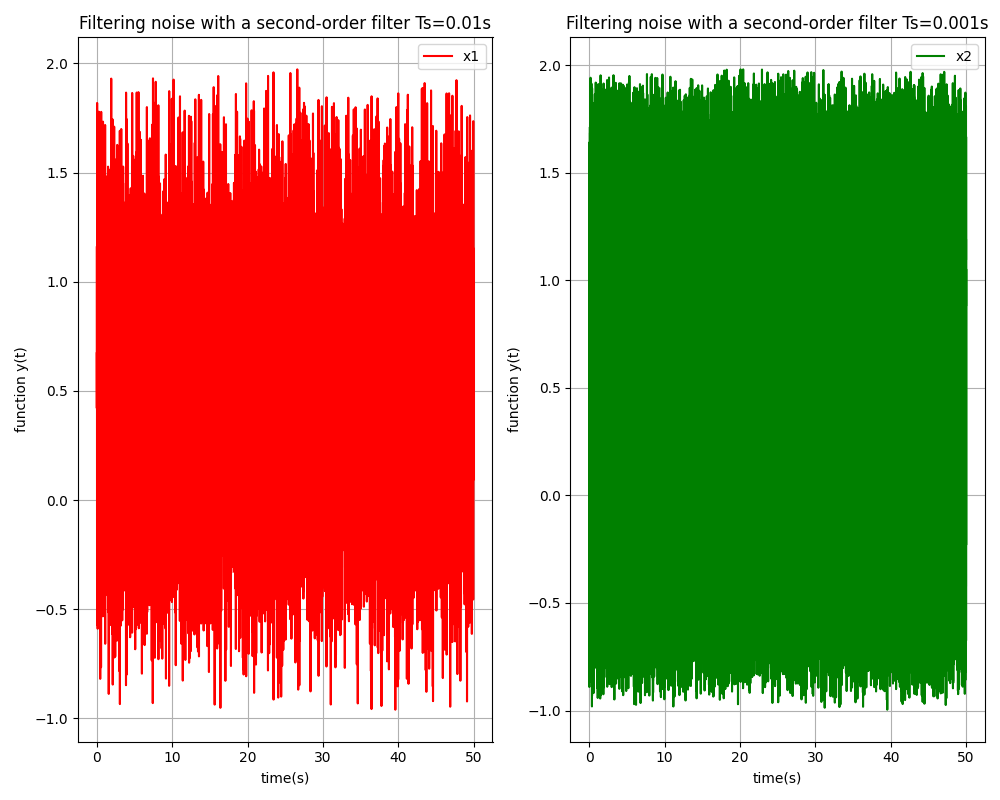 Filtering noise with a second-order filter Ts=0.01s
x1
2.0
1.5
1.0
0.5
0.0
−0.5
−1.0
function y(t)
0 10 20 30 40 50
time(s)
Filtering noise with a second-order filter Ts=0.001s
x2
2.0
1.5
1.0
0.5
0.0
−0.5
−1.0
function y(t)
0 10 20 30 40 50
time(s)